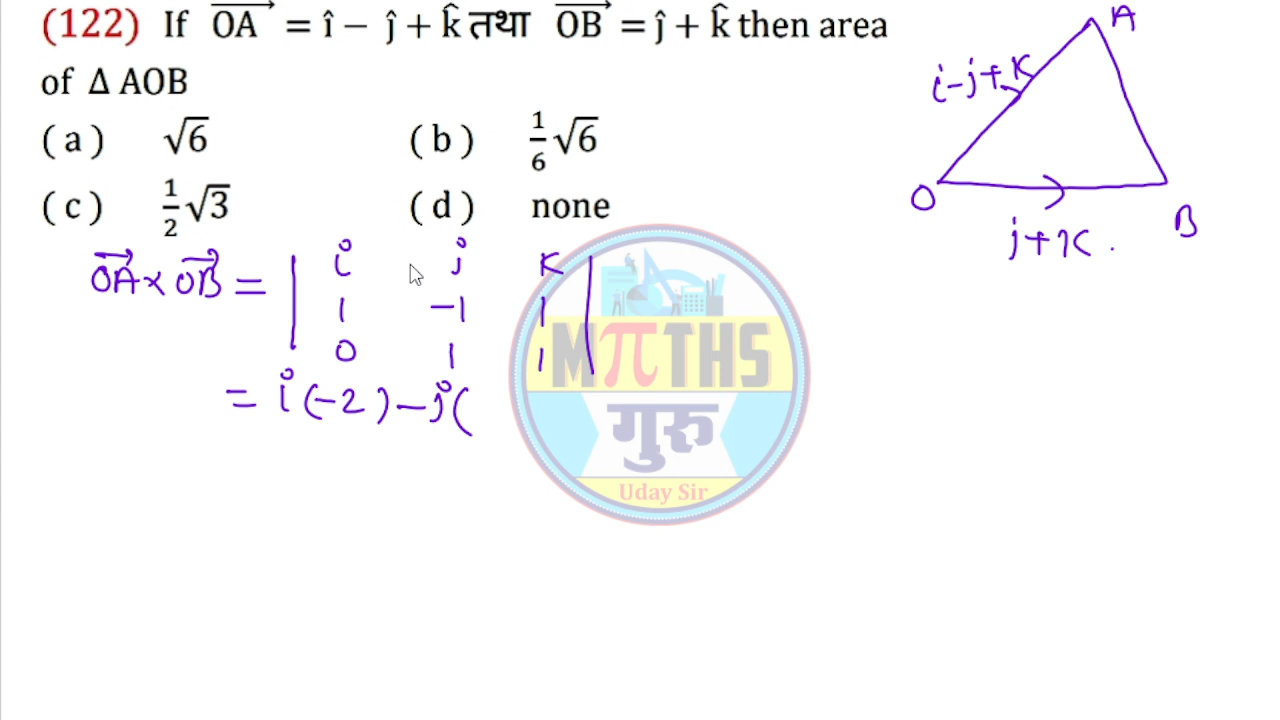 (122) If OA⃗ = î − ĵ + k̂ तथा OB⃗ = ĵ + k̂ then area
of Δ AOB
(a) √6 (b) 1/6 √6
(c) 1/2 √3 (d) none
A
i-j+k
O
B
j+k.
OA⃗ × OB⃗ = | i j k
1 -1 1
0 1 1 |
= i(-2) - j(
MπTHS
गुरु
Uday Sir